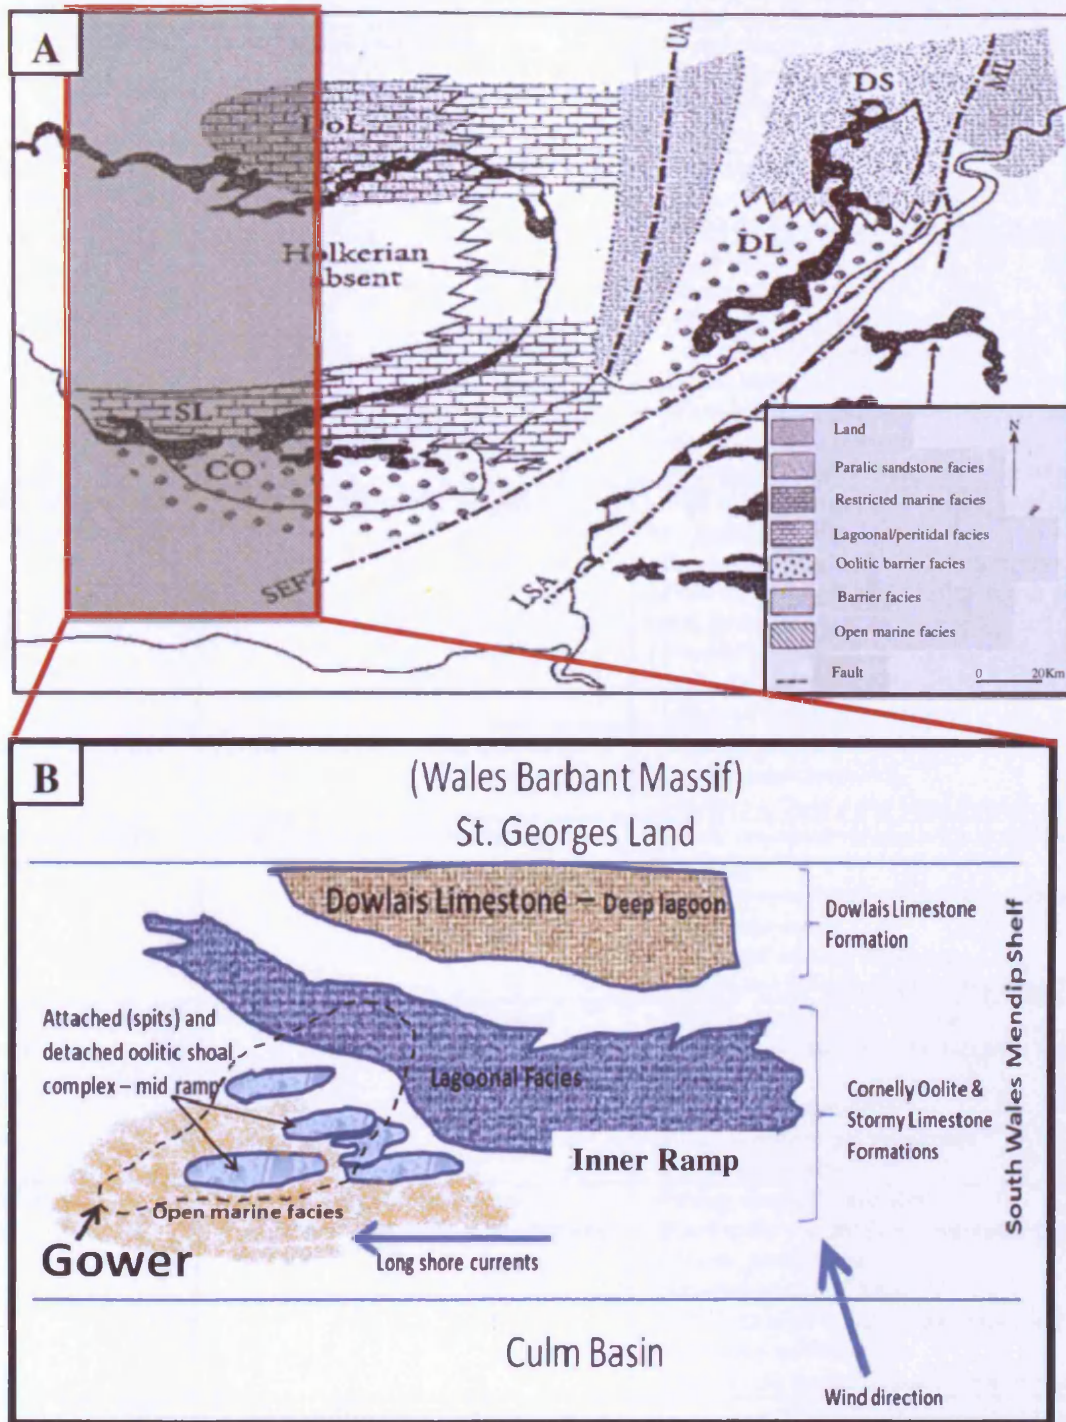 A
UA
ML
DS
DoL
DL
Holkerian
absent
SL
CO
SEFZ
LSA
Land
N
Paralic sandstone facies
Restricted marine facies
Lagoonal/peritidal facies
Oolitic barrier facies
Barrier facies
Open marine facies
Fault
0 20Km
B
(Wales Barbant Massif)
St. Georges Land
Dowlais Limestone – Deep lagoon
Dowlais Limestone
Formation
South Wales Mendip Shelf
Attached (spits) and
detached oolitic shoal
complex – mid ramp
Lagoonal Facies
Cornelly Oolite &
Stormy Limestone
Formations
Inner Ramp
Open marine facies
Gower
Long shore currents
Culm Basin
Wind direction